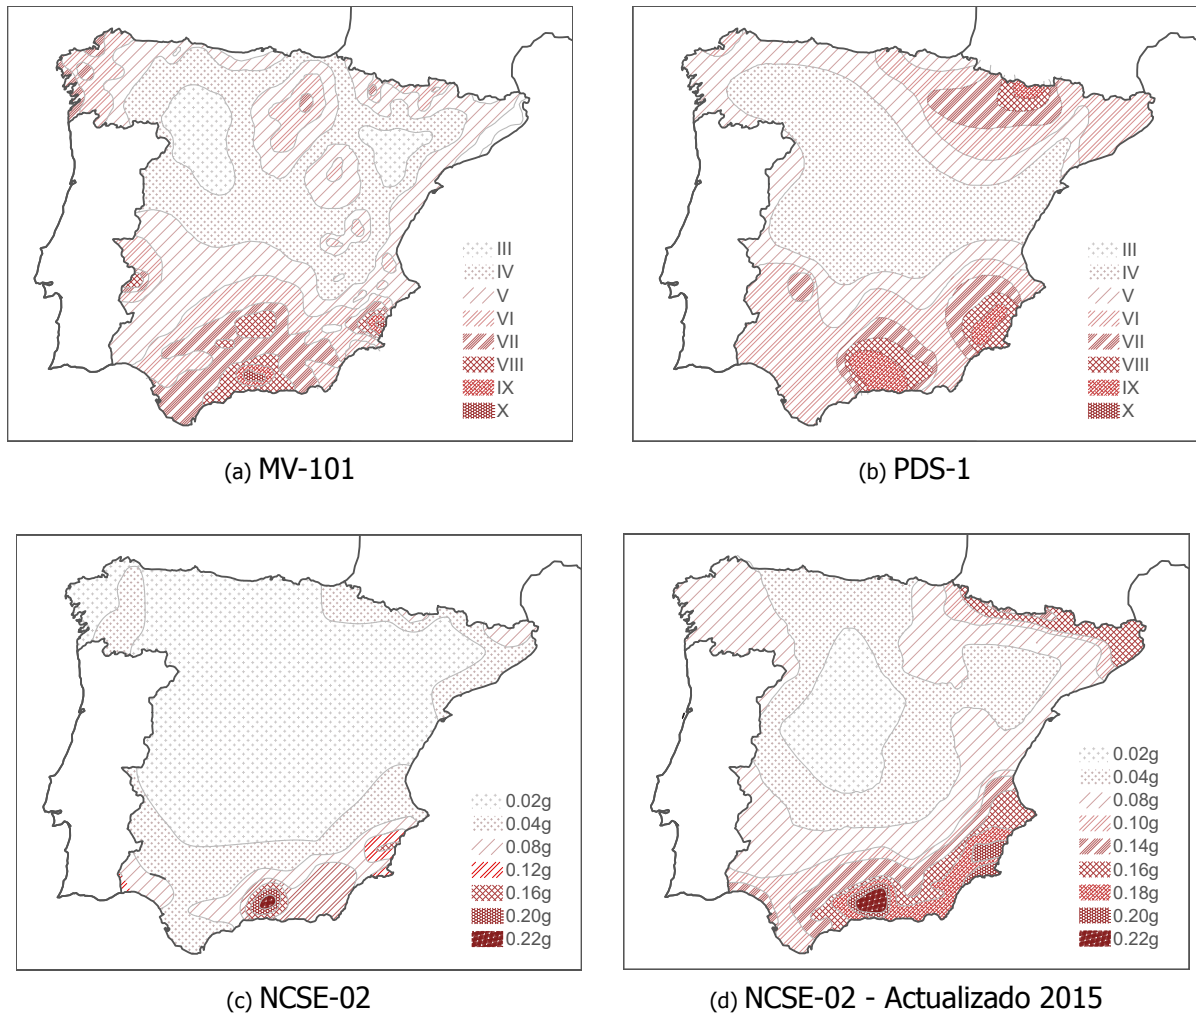 III
IV
V
VI
VII
VIII
IX
X
(a) MV-101
III
IV
V
VI
VII
VIII
IX
X
(b) PDS-1
0.02g
0.04g
0.08g
0.12g
0.16g
0.20g
0.22g
(c) NCSE-02
0.02g
0.04g
0.08g
0.10g
0.14g
0.16g
0.18g
0.20g
0.22g
(d) NCSE-02 - Actualizado 2015